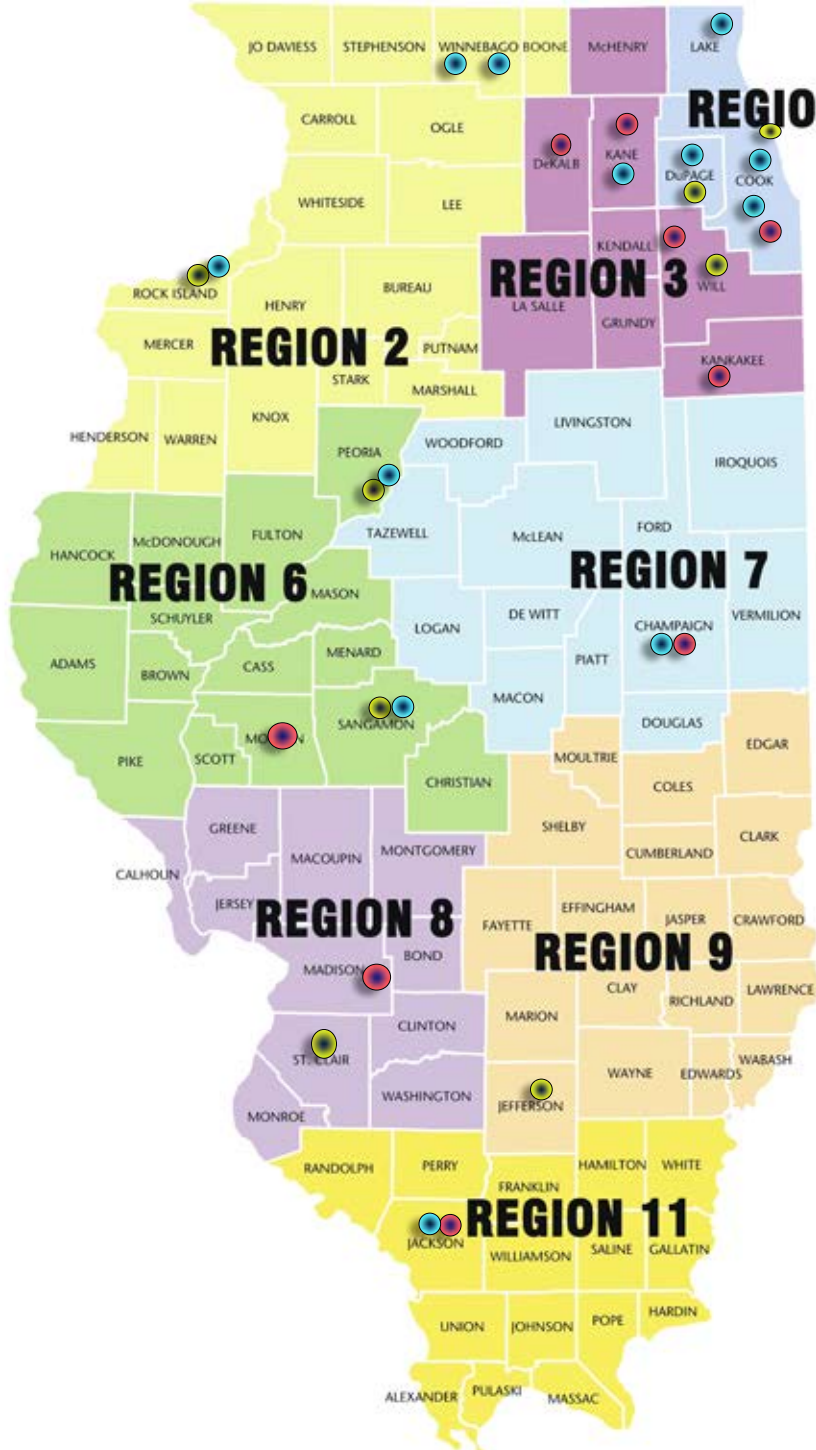 JO DAVIESS STEPHENSON WINNEBAGO BOONE McHENRY LAKE
REGIO
CARROLL OGLE
DeKALB KANE DuPAGE COOK
WHITESIDE LEE
KENDALL
REGION 3
ROCK ISLAND HENRY BUREAU LA SALLE WILL
GRUNDY
MERCER REGION 2 PUTNAM
KANKAKEE
STARK MARSHALL
KNOX
HENDERSON WARREN LIVINGSTON
PEORIA WOODFORD
IROQUOIS
HANCOCK McDONOUGH FULTON TAZEWELL McLEAN FORD
REGION 6 REGION 7
MASON
SCHUYLER DE WITT VERMILION
LOGAN CHAMPAIGN
ADAMS CASS MENARD PIATT
BROWN
MACON
SANGAMON DOUGLAS
PIKE SCOTT EDGAR
MOULTRIE
CHRISTIAN COLES
GREENE SHELBY CLARK
MACOUPIN MONTGOMERY CUMBERLAND
CALHOUN
JERSEY EFFINGHAM
REGION 8 FAYETTE JASPER CRAWFORD
BOND REGION 9
MADISON
CLAY LAWRENCE
RICHLAND
CLINTON MARION
ST. CLAIR WABASH
WAYNE EDWARDS
WASHINGTON JEFFERSON
MONROE
RANDOLPH PERRY HAMILTON WHITE
FRANKLIN
REGION 11
JACKSON WILLIAMSON SALINE GALLATIN
HARDIN
UNION JOHNSON POPE
ALEXANDER PULASKI MASSAC